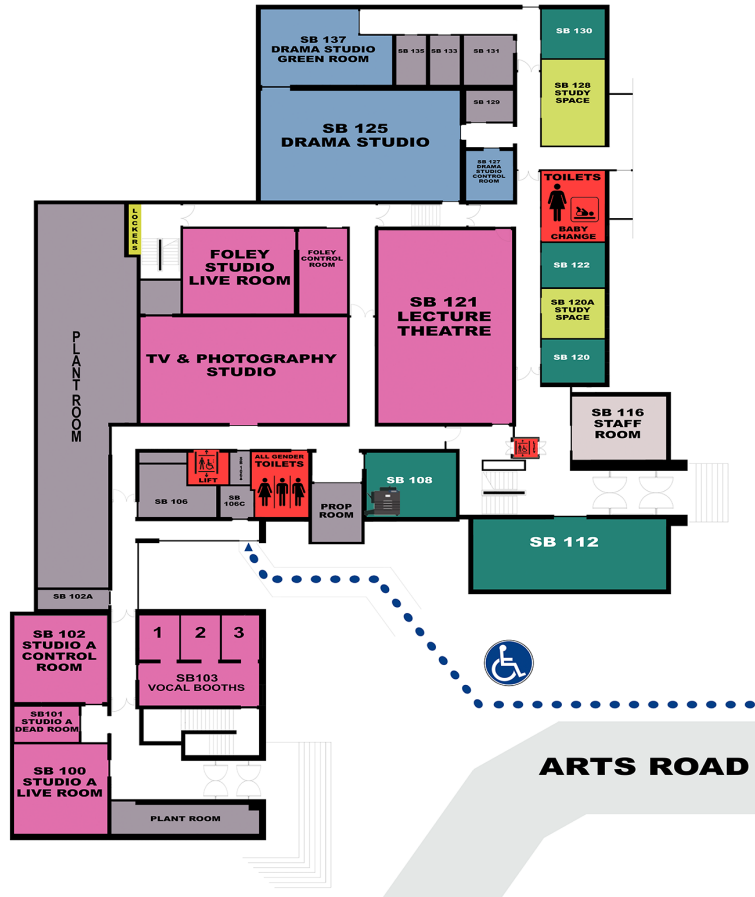 SB 137
DRAMA STUDIO
GREEN ROOM
SB 135
SB 133
SB 131
SB 130
SB 128
STUDY
SPACE
SB 129
SB 125
DRAMA STUDIO
SB 127
DRAMA
STUDIO
CONTROL
ROOM
TOILETS
BABY
CHANGE
LOCKERS
FOLEY
STUDIO
LIVE ROOM
FOLEY
CONTROL
ROOM
SB 122
SB 121
LECTURE
THEATRE
SB 120A
STUDY
SPACE
PLANT ROOM
TV & PHOTOGRAPHY
STUDIO
SB 120
SB 116
STAFF
ROOM
LIFT
ALL GENDER
TOILETS
SB 106
SB
106C
SB 108
PROP
ROOM
SB 112
SB 102A
SB 102
STUDIO A
CONTROL
ROOM
1
2
3
SB103
VOCAL BOOTHS
SB101
STUDIO A
DEAD ROOM
SB 100
STUDIO A
LIVE ROOM
PLANT ROOM
ARTS ROAD